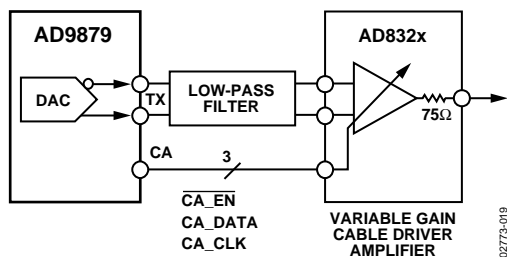 AD9879
AD832x
DAC
TX
LOW-PASS
FILTER
75Ω
CA
3
C̅A̅_̅E̅N̅
CA_DATA
CA_CLK
VARIABLE GAIN
CABLE DRIVER
AMPLIFIER
02773-019